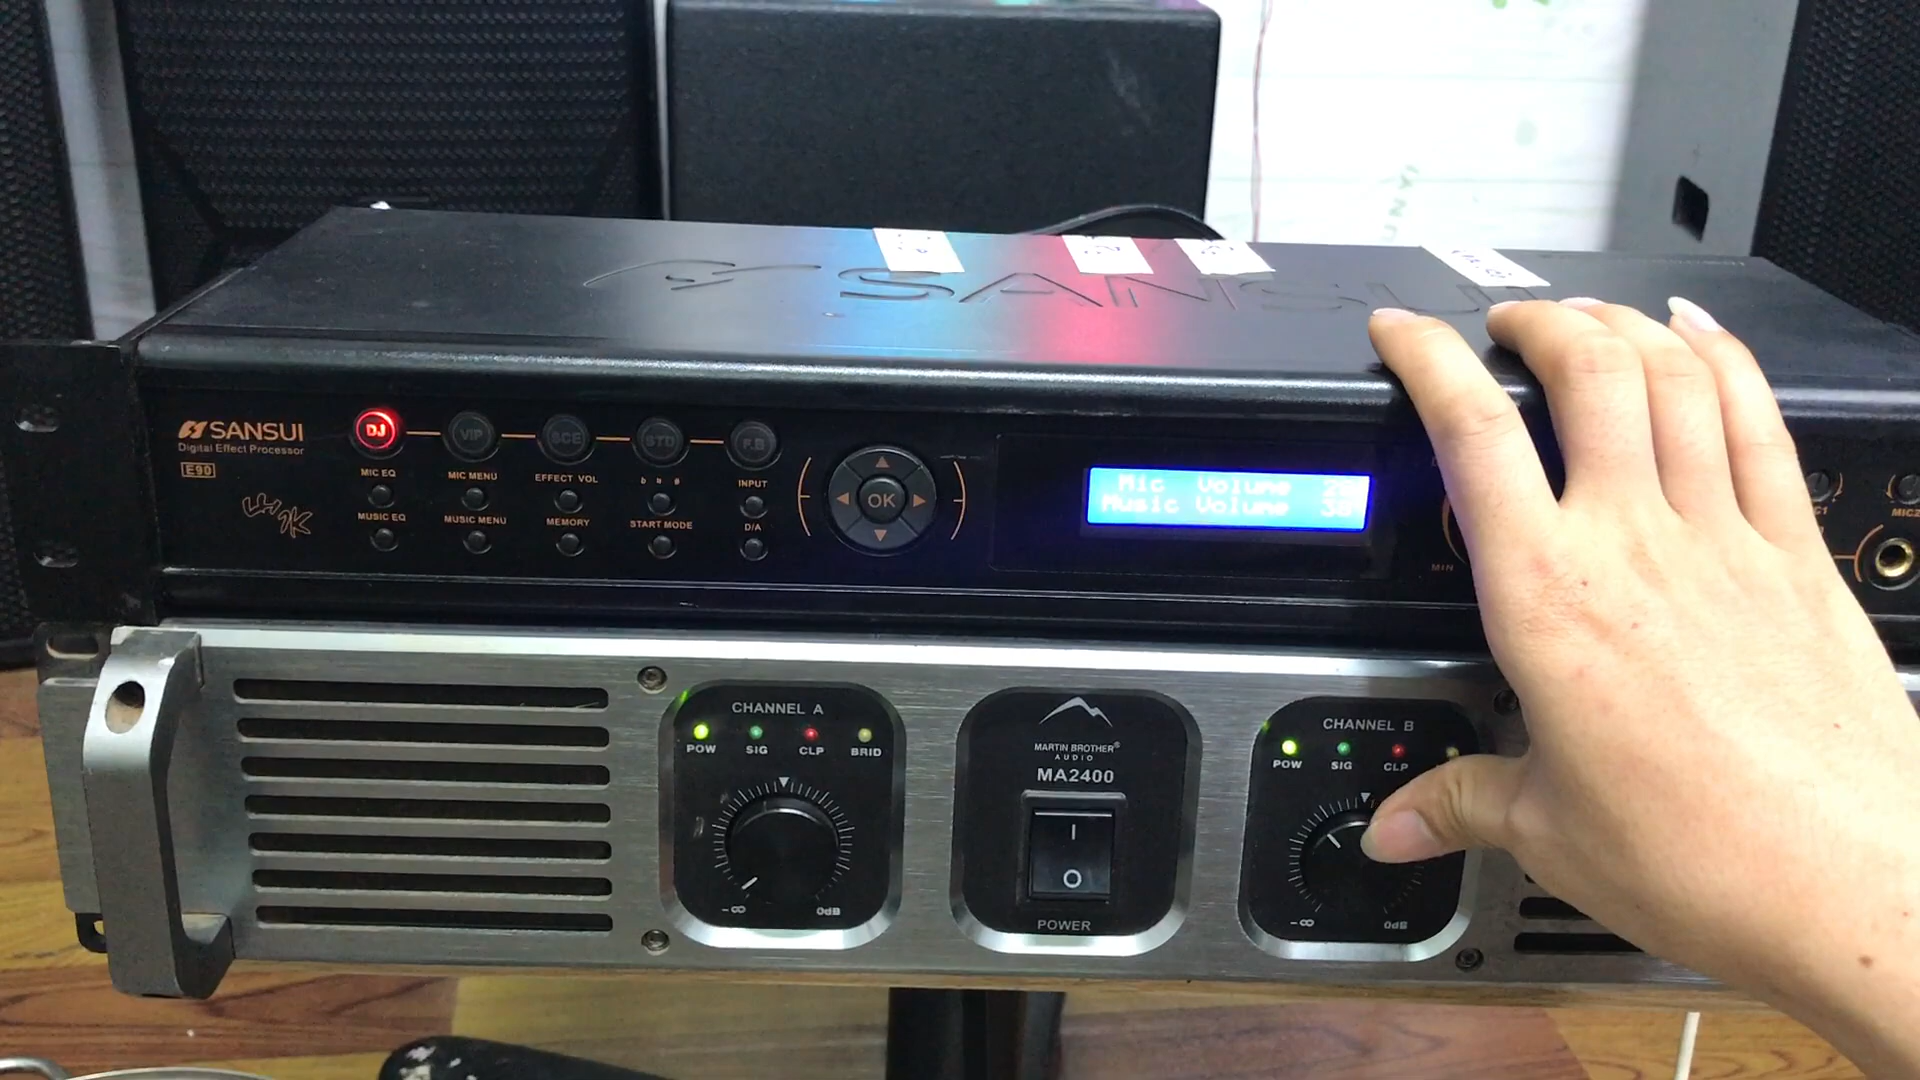 SANSUI
SANSUI
Digital Effect Processor
E90
DJ
VIP
SCE
STD
F.B
MIC EQ
MIC MENU
EFFECT VOL
b ♮ #
INPUT
MUSIC EQ
MUSIC MENU
MEMORY
START MODE
D/A
OK
Mic Volume
Music Volume
MIN
MIC2
CHANNEL A
POW SIG CLP BRID
-∞ 0dB
MARTIN BROTHER®
AUDIO
MA2400
I
O
POWER
CHANNEL B
POW SIG CLP
-∞ 0dB